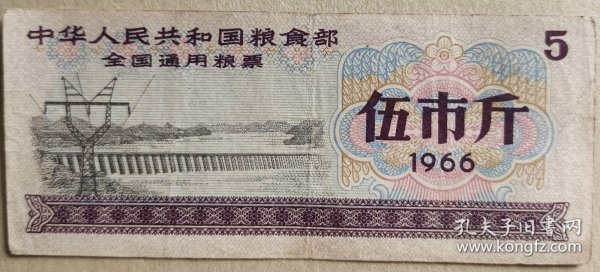 中华人民共和国粮食部
全国通用粮票
5
伍市斤
1966
孔夫子旧书网
www.kongfz.com